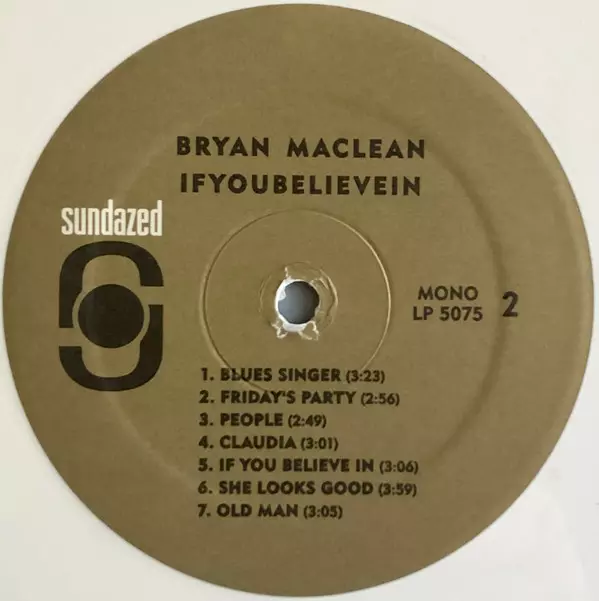 BRYAN MACLEAN
IFYOUBELIEVEIN
sundazed
MONO
LP 5075
2
1. BLUES SINGER (3:23)
2. FRIDAY'S PARTY (2:56)
3. PEOPLE (2:49)
4. CLAUDIA (3:01)
5. IF YOU BELIEVE IN (3:06)
6. SHE LOOKS GOOD (3:59)
7. OLD MAN (3:05)